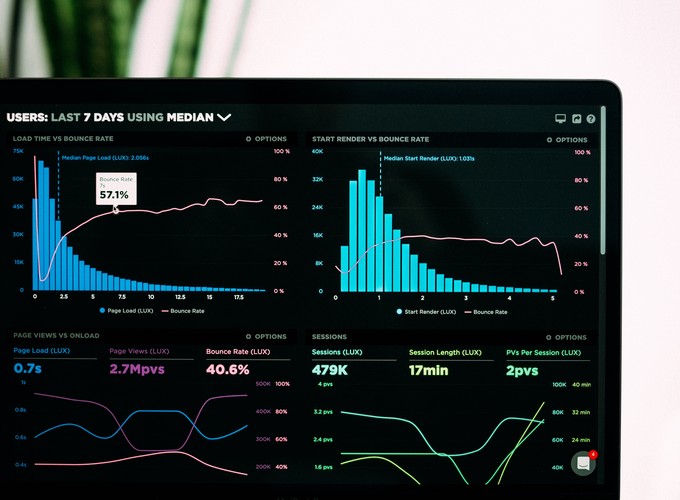 USERS: LAST 7 DAYS USING MEDIAN
LOAD TIME VS BOUNCE RATE
OPTIONS
75K
60K
45K
30K
15K
0
Median Page Load (LUX): 2.056s
Bounce Rate
7s
57.1%
100 %
80 %
60 %
40 %
20 %
0 %
0 2.5 5 7.5 10 12.5 15 17.5
Page Load (LUX) Bounce Rate
START RENDER VS BOUNCE RATE
OPTIONS
40K
32K
24K
16K
8K
0
Median Start Render (LUX): 1.031s
100 %
80 %
60 %
40 %
20 %
0 %
0 1 2 3 4 5
Start Render (LUX) Bounce Rate
PAGE VIEWS VS ONLOAD
OPTIONS
Page Load (LUX) Page Views (LUX) Bounce Rate (LUX)
0.7s 2.7Mpvs 40.6%
1s 500K 100%
0.8s 400K 80%
0.6s 300K 60%
0.4s 200K 40%
SESSIONS
OPTIONS
Sessions (LUX) Session Length (LUX) PVs Per Session (LUX)
479K 17min 2pvs
4 pvs 100K 40 min
3.2 pvs 80K 32 min
2.4 pvs 60K 24 min
1.6 pvs 40K
4